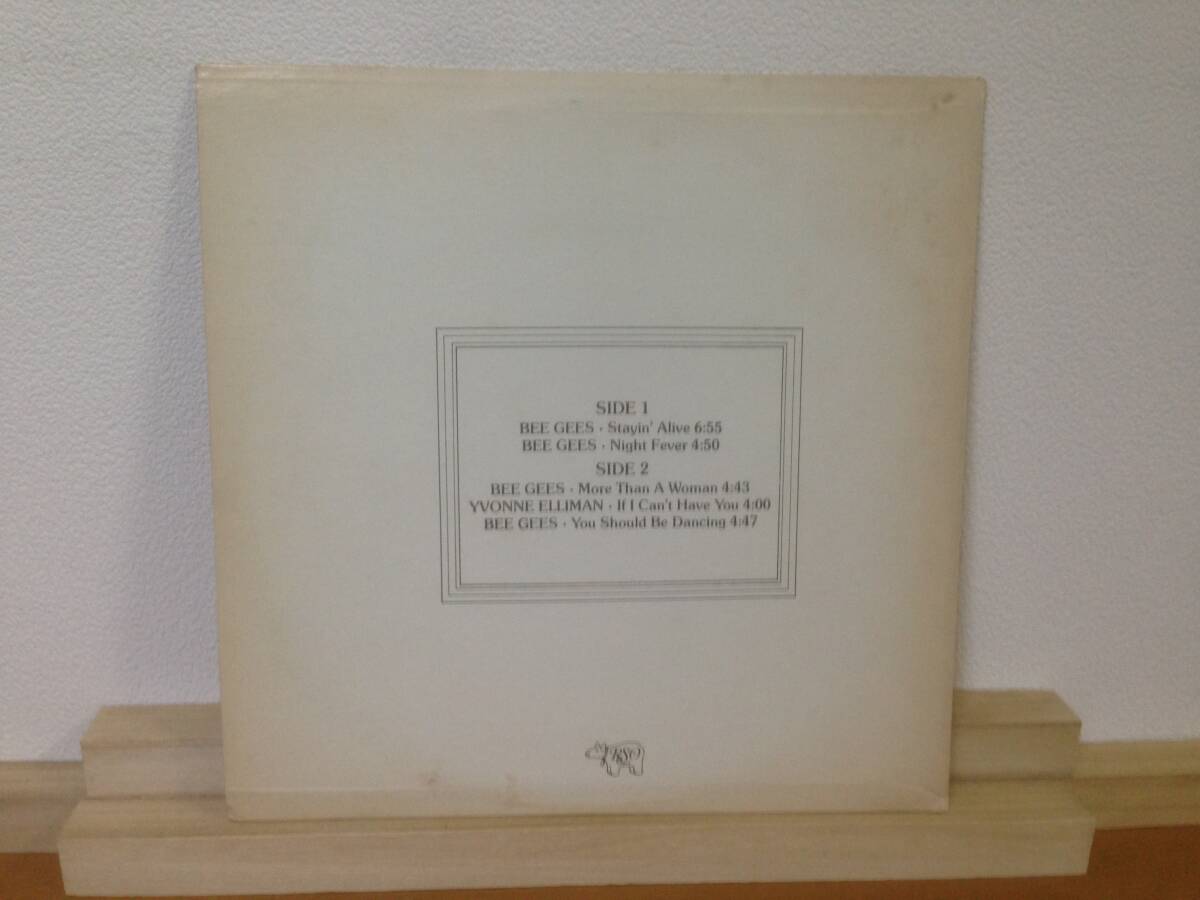 SIDE 1
BEE GEES · Stayin' Alive 6:55
BEE GEES · Night Fever 4:50
SIDE 2
BEE GEES · More Than A Woman 4:43
YVONNE ELLIMAN · If I Can't Have You 4:00
BEE GEES · You Should Be Dancing 4:47
RSO